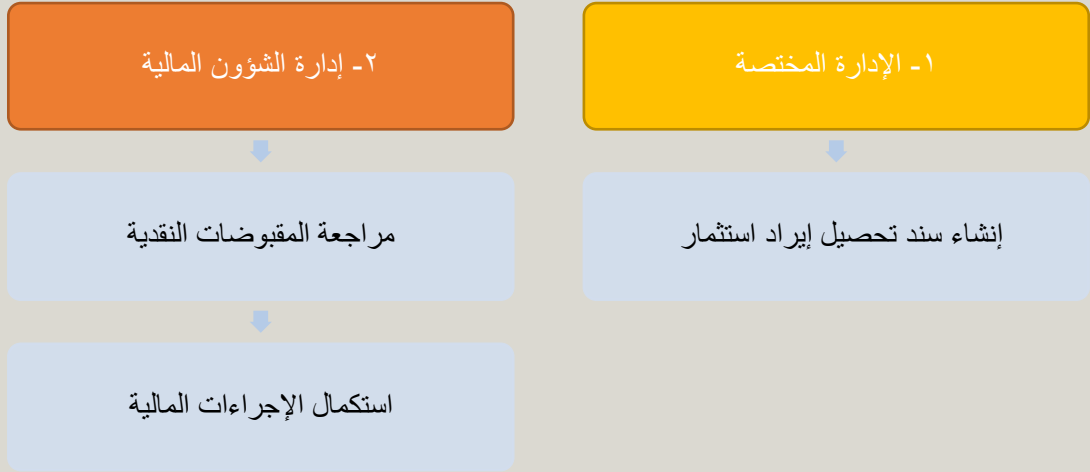 ١- الإدارة المختصة
إنشاء سند تحصيل إيراد استثمار
٢- إدارة الشؤون المالية
مراجعة المقبوضات النقدية
استكمال الإجراءات المالية